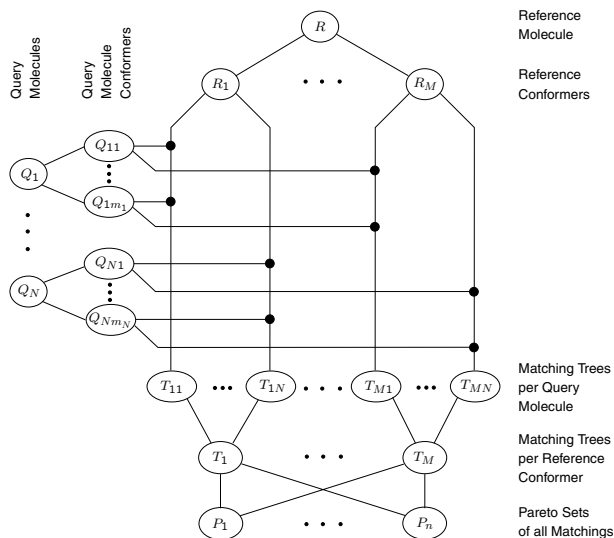 Reference
Molecule
R
Query
Molecules
Query
Molecule
Conformers
Reference
Conformers
R1 . . . RM
Q11
Q1
Q1m1
QN1
QN
QNmN
Matching Trees
per Query
Molecule
T11 ... T1N . . . TM1 ... TMN
Matching Trees
per Reference
Conformer
T1 . . . TM
Pareto Sets
of all Matchings
P1 . . . Pn